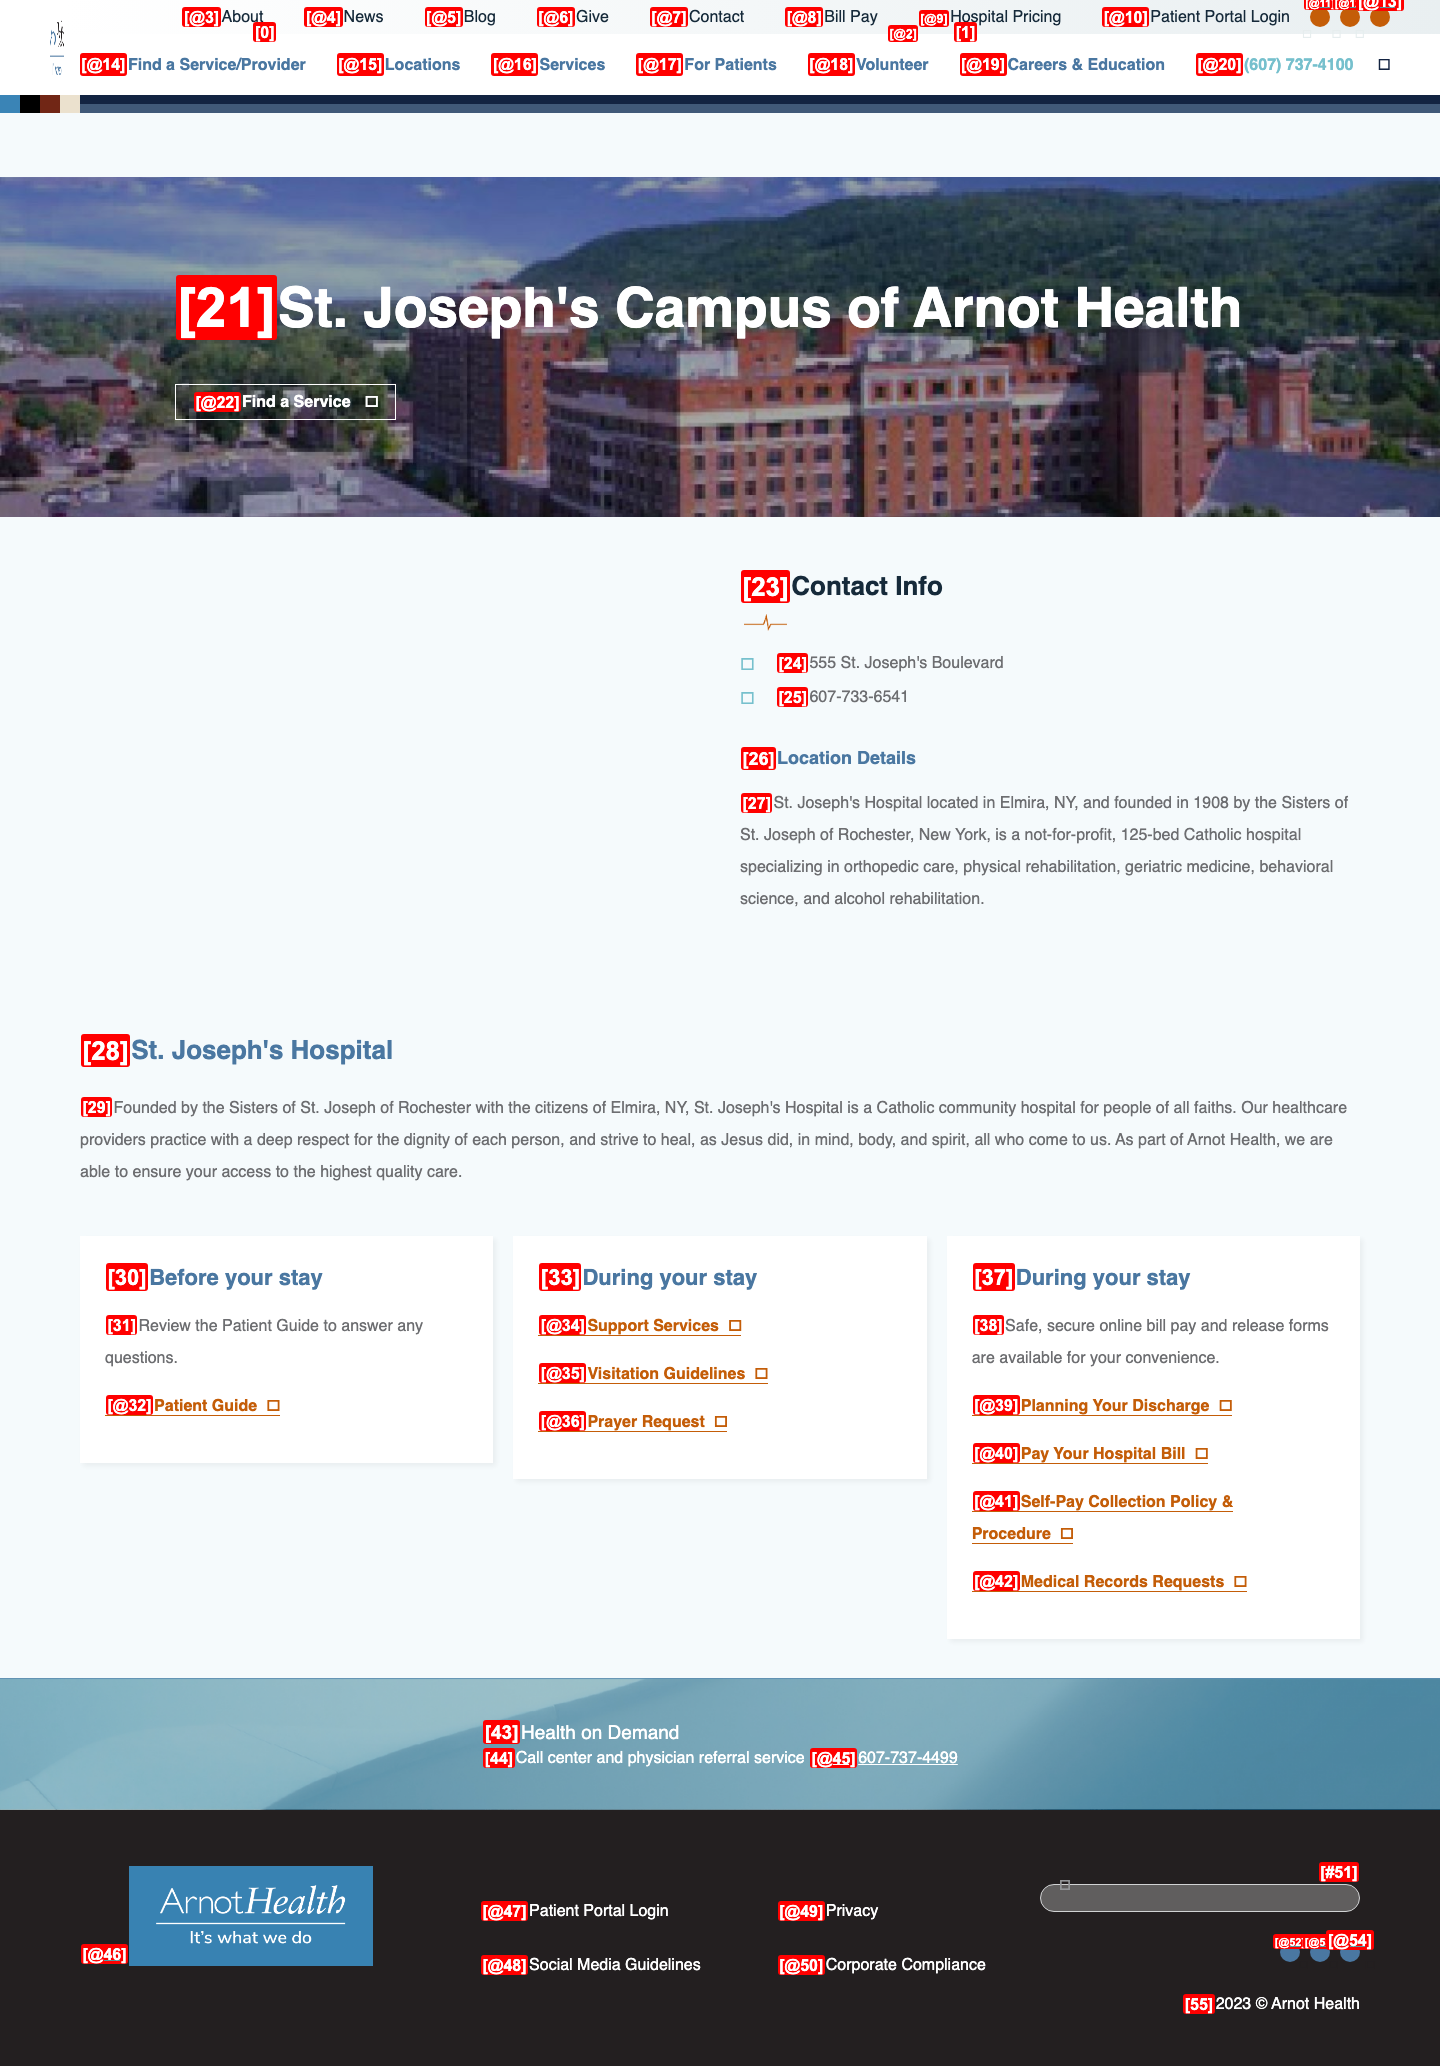 [@3]About [@4]News [@5]Blog [@6]Give [@7]Contact [@8]Bill Pay [@9]Hospital Pricing [@10]Patient Portal Login [@11 [@1 [@13]
[0] [@2] [1]
[@14]Find a Service/Provider [@15]Locations [@16]Services [@17]For Patients [@18]Volunteer [@19]Careers & Education [@20](607) 737-4100
[21]St. Joseph's Campus of Arnot Health
[@22]Find a Service
[23]Contact Info
[24]555 St. Joseph's Boulevard
[25]607-733-6541
[26]Location Details
[27]St. Joseph's Hospital located in Elmira, NY, and founded in 1908 by the Sisters of
St. Joseph of Rochester, New York, is a not-for-profit, 125-bed Catholic hospital
specializing in orthopedic care, physical rehabilitation, geriatric medicine, behavioral
science, and alcohol rehabilitation.
[28]St. Joseph's Hospital
[29]Founded by the Sisters of St. Joseph of Rochester with the citizens of Elmira, NY, St. Joseph's Hospital is a Catholic community hospital for people of all faiths. Our healthcare
providers practice with a deep respect for the dignity of each person, and strive to heal, as Jesus did, in mind, body, and spirit, all who come to us. As part of Arnot Health, we are
able to ensure your access to the highest quality care.
[30]Before your stay
[31]Review the Patient Guide to answer any
questions.
[@32]Patient Guide
[33]During your stay
[@34]Support Services
[@35]Visitation Guidelines
[@36]Prayer Request
[37]During your stay
[38]Safe, secure online bill pay and release forms
are available for your convenience.
[@39]Planning Your Discharge
[@40]Pay Your Hospital Bill
[@41]Self-Pay Collection Policy &
Procedure
[@42]Medical Records Requests
[43]Health on Demand
[44]Call center and physician referral service [@45]607-737-4499
[@46]
ArnotHealth
It's what we do
[@47]Patient Portal Login
[@48]Social Media Guidelines
[@49]Privacy
[@50]Corporate Compliance
[#51]
[@52] [@5 [@54]
[55]2023 © Arnot Health